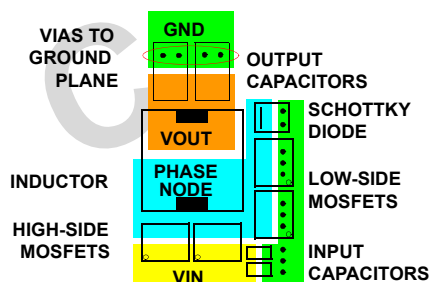 GND
VIAS TO
GROUND
PLANE
OUTPUT
CAPACITORS
VOUT
SCHOTTKY
DIODE
INDUCTOR
PHASE
NODE
LOW-SIDE
MOSFETS
HIGH-SIDE
MOSFETS
VIN
INPUT
CAPACITORS